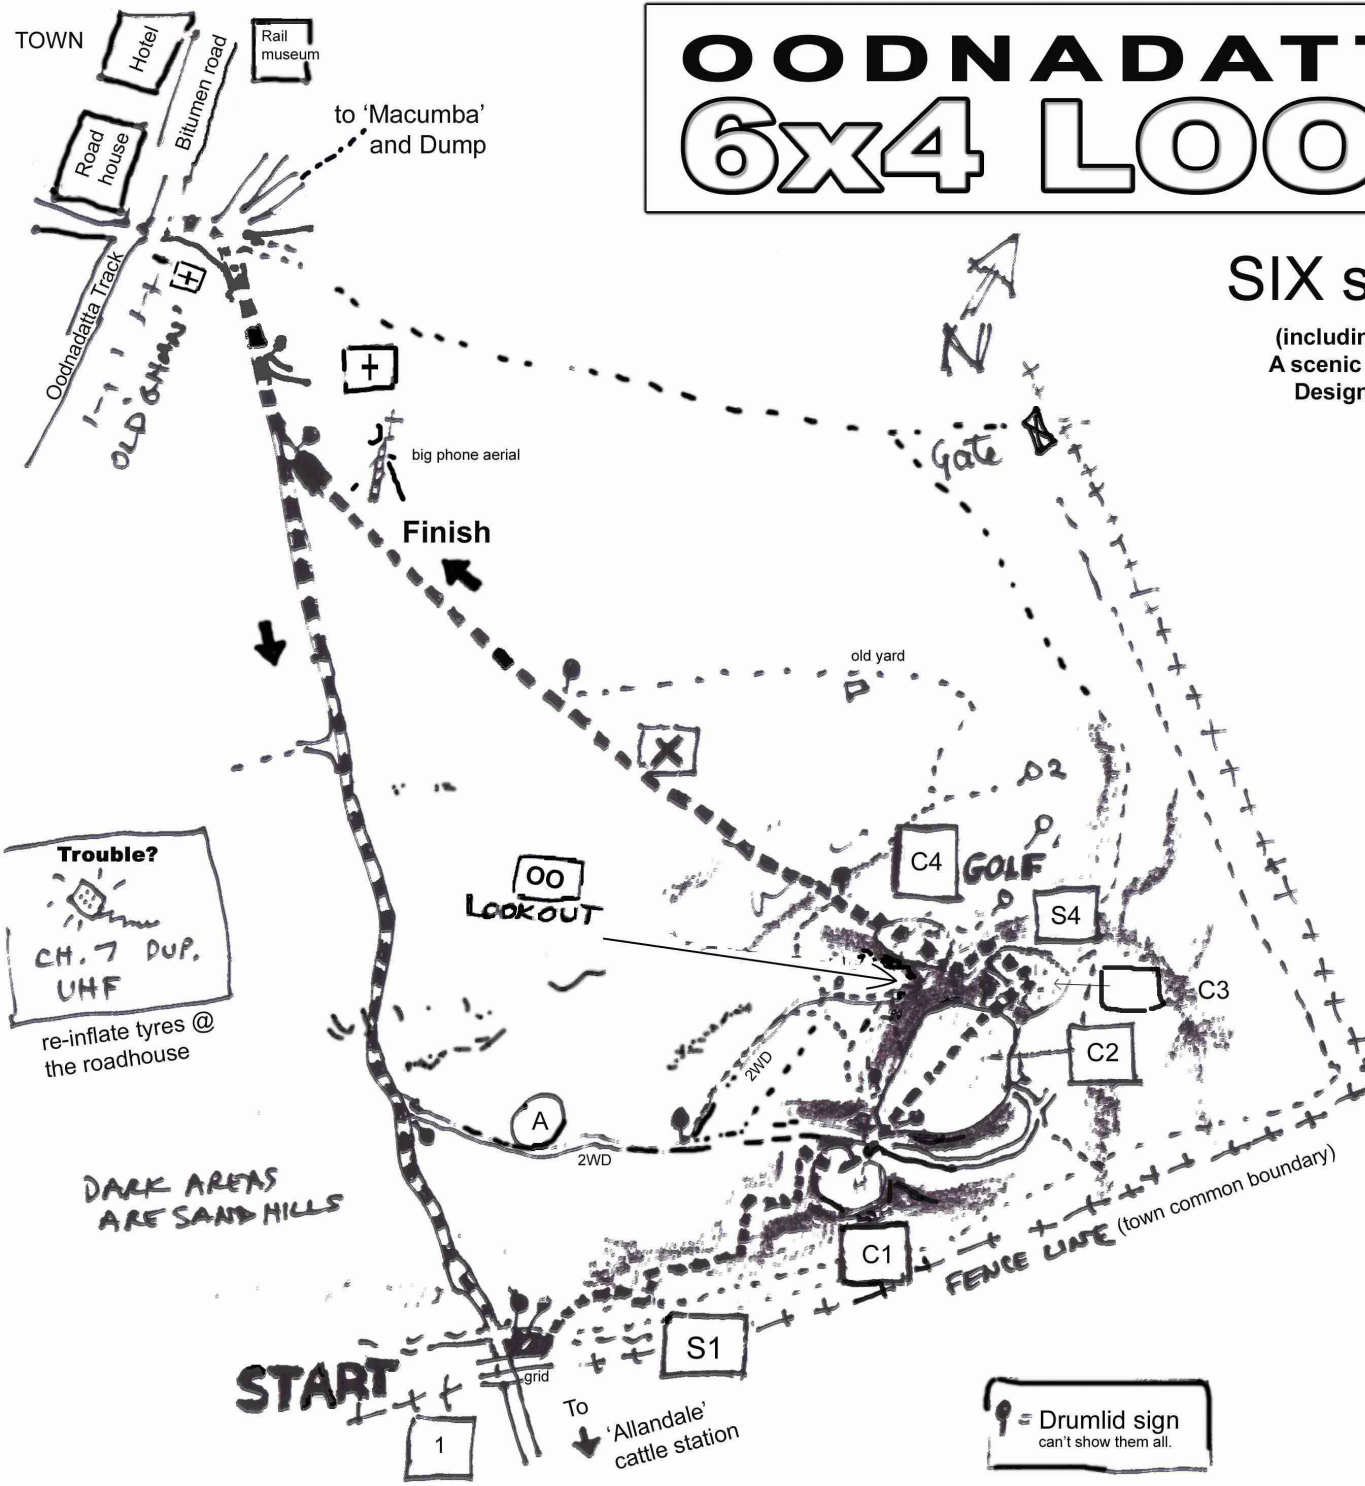 TOWN
Hotel
Bitumen road
Rail
museum
Road
house
to 'Macumba'
and Dump
OODNADATT
6x4 LOO
SIX s
(includin
A scenic
Design
N
Oodnadatta Track
OLD GHAN'
Gate
big phone aerial
Finish
old yard
X
2
C4
GOLF
S4
OO
LOOKOUT
Trouble?
CH. 7 DUP.
UHF
re-inflate tyres @
the roadhouse
C3
C2
2WD
A
2WD
DARK AREAS
ARE SAND HILLS
C1
FENCE LINE (town common boundary)
S1
START
grid
1
To
'Allandale'
cattle station
= Drumlid sign
can't show them all.